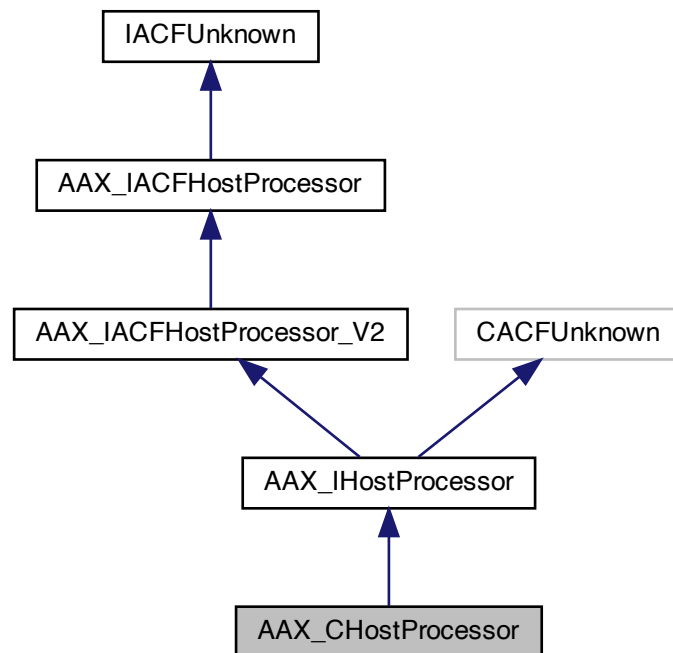 IACFUnknown
AAX_IACFHostProcessor
AAX_IACFHostProcessor_V2
CACFUnknown
AAX_IHostProcessor
AAX_CHostProcessor